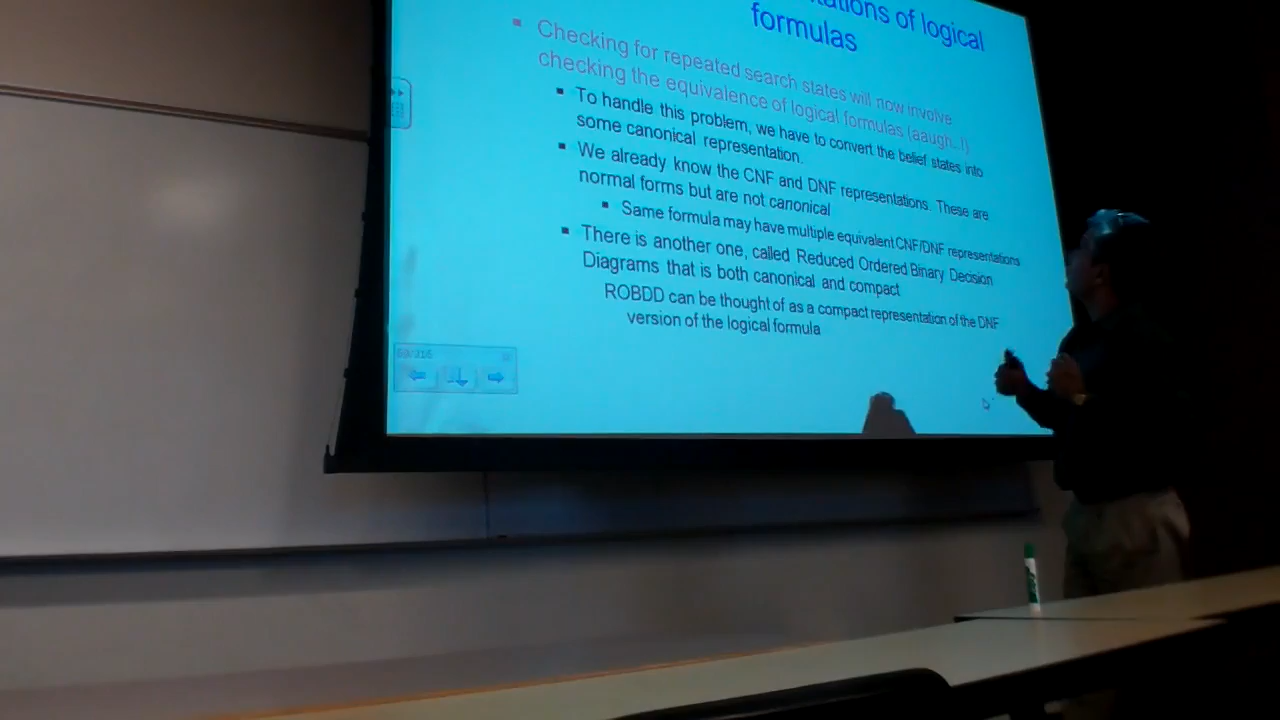 of logical
formulas
Checking for repeated search states will now involve
checking the equivalence of logical formulas (aaugh..!)
To handle this problem, we have to convert the belief states into
some canonical representation.
We already know the CNF and DNF representations. These are
normal forms but are not canonical
Same formula may have multiple equivalent CNF/DNF representations
There is another one, called Reduced Ordered Binary Decision
Diagrams that is both canonical and compact
ROBDD can be thought of as a compact representation of the DNF
version of the logical formula